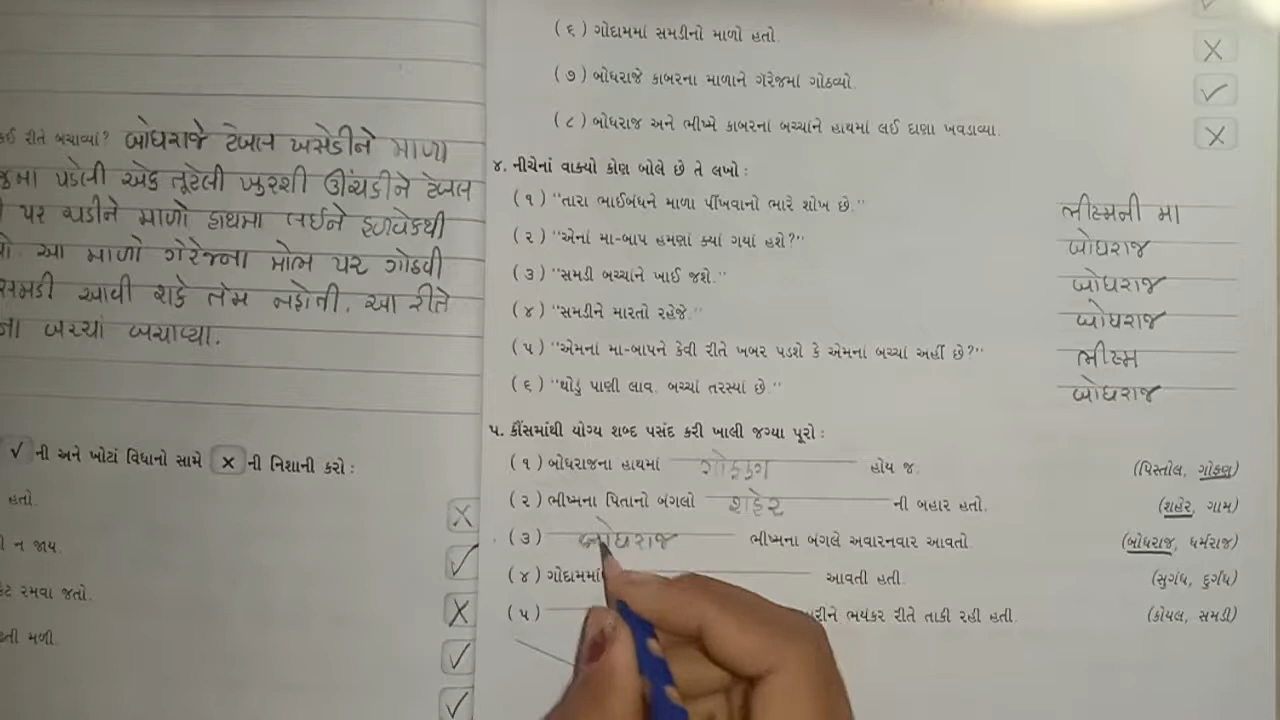 કઈ રીતે બચાવ્યાં? બોધરાજે ટેબલ ખસેડીને માળા
પડેલી એક તૂટેલી ખુરશી ઊંચકીને ટેબલ
પર ચડીને માળો હાથમા લઈને હળવેકથી
આ માળો ગેરેજના મોભ પર ગોઠવી
સમડી આવી શકે તેમ નહોતી. આ રીતે
ના બચ્ચાં બચાવ્યા.
✓ ની અને ખોટાં વિધાનો સામે × ની નિશાની કરો :
હતો. ×
ન જાય. ✓
રમવા જતો. ×
મળી. ✓
✓
✓
(૬) ગોદામમાં સમડીનો માળો હતો. ×
(૭) બોધરાજે કાબરના માળાને ગૅરેજમાં ગોઠવ્યો. ✓
(૮) બોધરાજ અને ભીષ્મે કાબરનાં બચ્ચાંને હાથમાં લઈ દાણા ખવડાવ્યા. ×
૪. નીચેનાં વાક્યો કોણ બોલે છે તે લખો :
(૧) "તારા ભાઈબંધને માળા પીંખવાનો ભારે શોખ છે." ભીષ્મની મા
(૨) "એનાં મા-બાપ હમણાં ક્યાં ગયાં હશે?" બોધરાજ
(૩) "સમડી બચ્ચાંને ખાઈ જશે." બોધરાજ
(૪) "સમડીને મારતો રહેજે." બોધરાજ
(૫) "એમનાં મા-બાપને કેવી રીતે ખબર પડશે કે એમનાં બચ્ચાં અહીં છે?" ભીષ્મ
(૬) "થોડું પાણી લાવ. બચ્ચાં તરસ્યાં છે." બોધરાજ
૫. કૌંસમાંથી યોગ્ય શબ્દ પસંદ કરી ખાલી જગ્યા પૂરો :
(૧) બોધરાજના હાથમાં ગોફણ હોય જ. (પિસ્તોલ, ગોફણ)
(૨) ભીષ્મના પિતાનો બંગલો શહેર ની બહાર હતો. (શહેર, ગામ)
(૩) બોધરાજ ભીષ્મના બંગલે અવારનવાર આવતો. (બોધરાજ, ધર્મરાજ)
(૪) ગોદામમાં આવતી હતી. (સુગંધ, દુર્ગંધ)
(૫) ભયંકર રીતે તાકી રહી હતી. (કોયલ, સમડી)